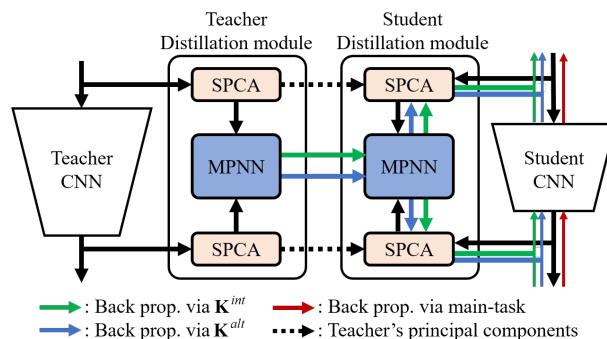 Teacher
Distillation module
Student
Distillation module
SPCA
SPCA
Teacher
CNN
MPNN
MPNN
Student
CNN
SPCA
SPCA
: Back prop. via K^int
: Back prop. via main-task
: Back prop. via K^alt
: Teacher's principal components